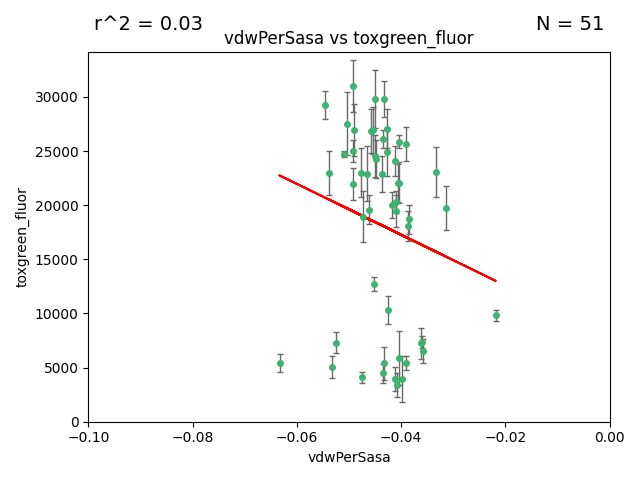 r^2 = 0.03
N = 51
vdwPerSasa vs toxgreen_fluor
30000
25000
20000
15000
10000
5000
0
toxgreen_fluor
−0.10
−0.08
−0.06
−0.04
−0.02
0.00
vdwPerSasa